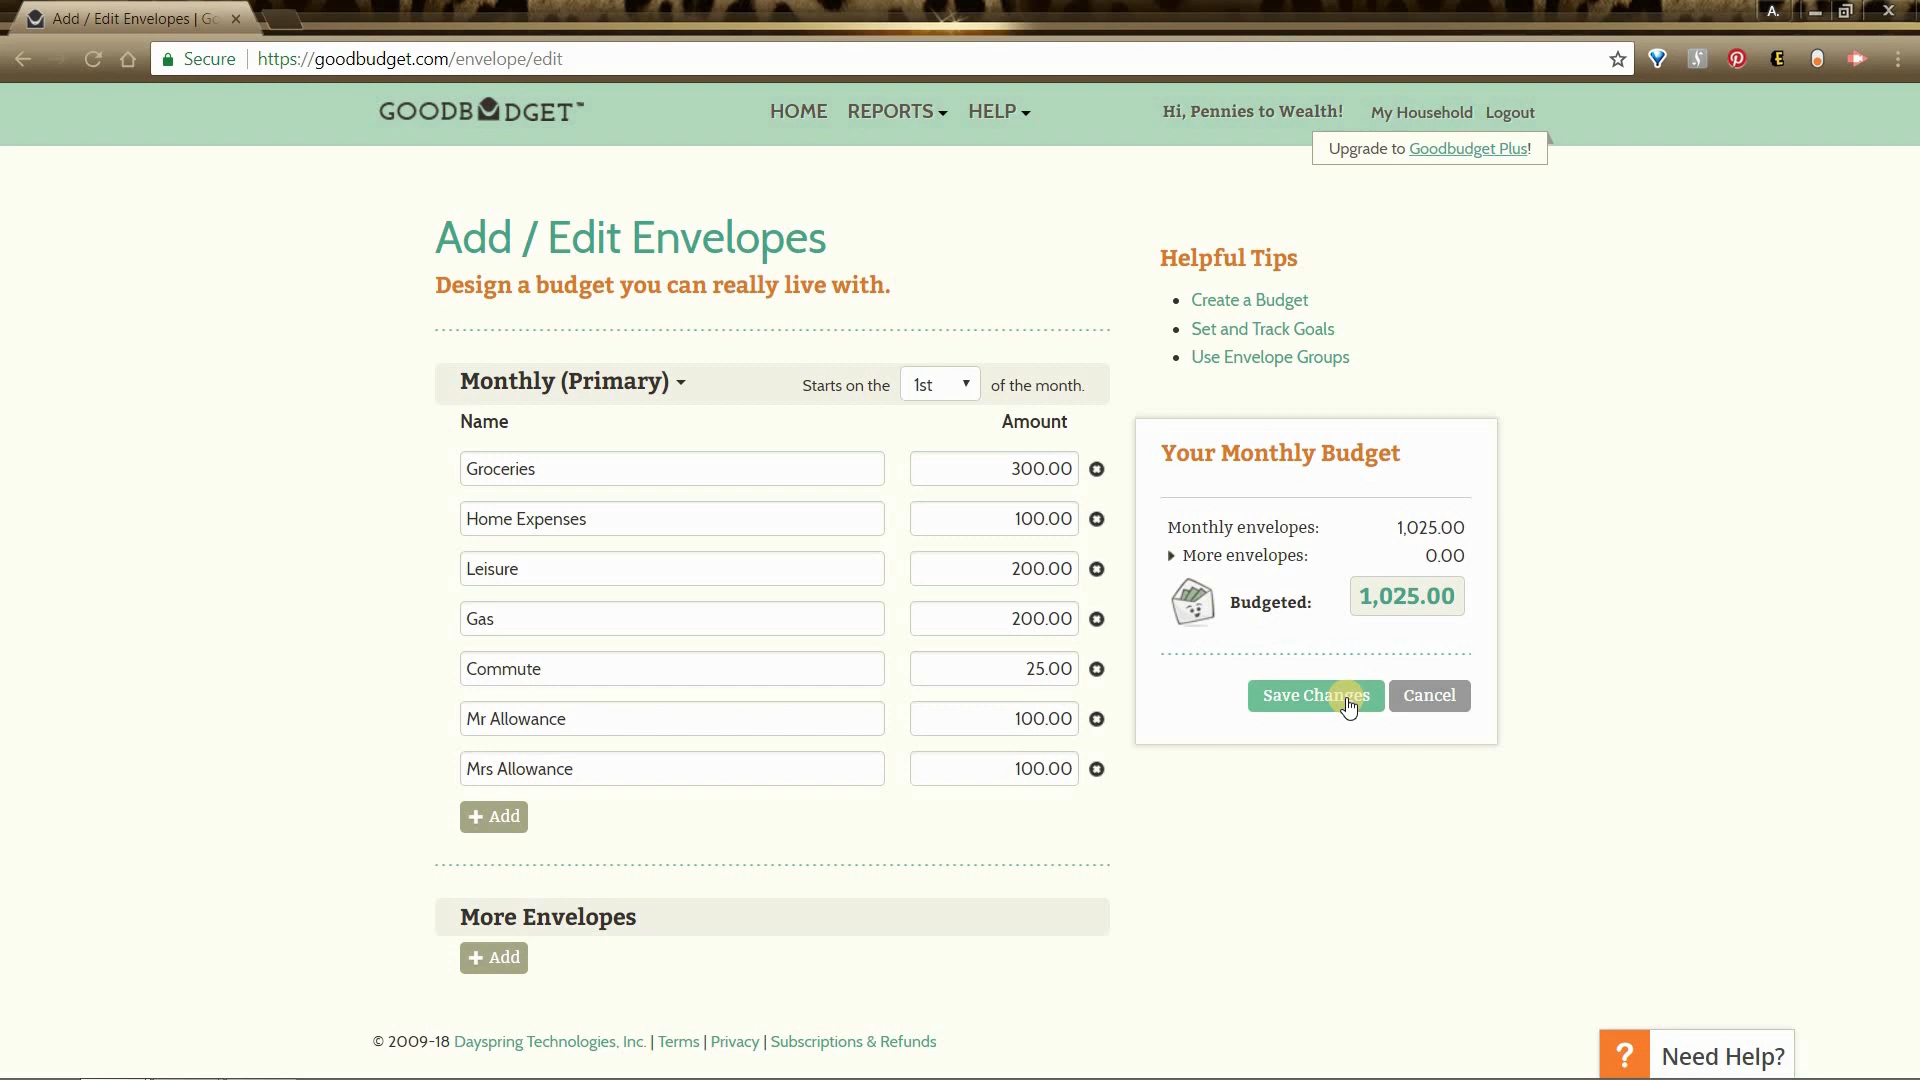 Add / Edit Envelopes | Go
A.
Secure
https://goodbudget.com/envelope/edit
GOODBUDGET™
HOME REPORTS HELP
Hi, Pennies to Wealth! My Household Logout
Upgrade to Goodbudget Plus!
Add / Edit Envelopes
Design a budget you can really live with.
Monthly (Primary) Starts on the 1st of the month.
Name Amount
Groceries 300.00
Home Expenses 100.00
Leisure 200.00
Gas 200.00
Commute 25.00
Mr Allowance 100.00
Mrs Allowance 100.00
+ Add
More Envelopes
+ Add
Helpful Tips
• Create a Budget
• Set and Track Goals
• Use Envelope Groups
Your Monthly Budget
Monthly envelopes: 1,025.00
More envelopes: 0.00
Budgeted: 1,025.00
Save Changes Cancel
© 2009-18 Dayspring Technologies, Inc. | Terms | Privacy | Subscriptions & Refunds
? Need Help?